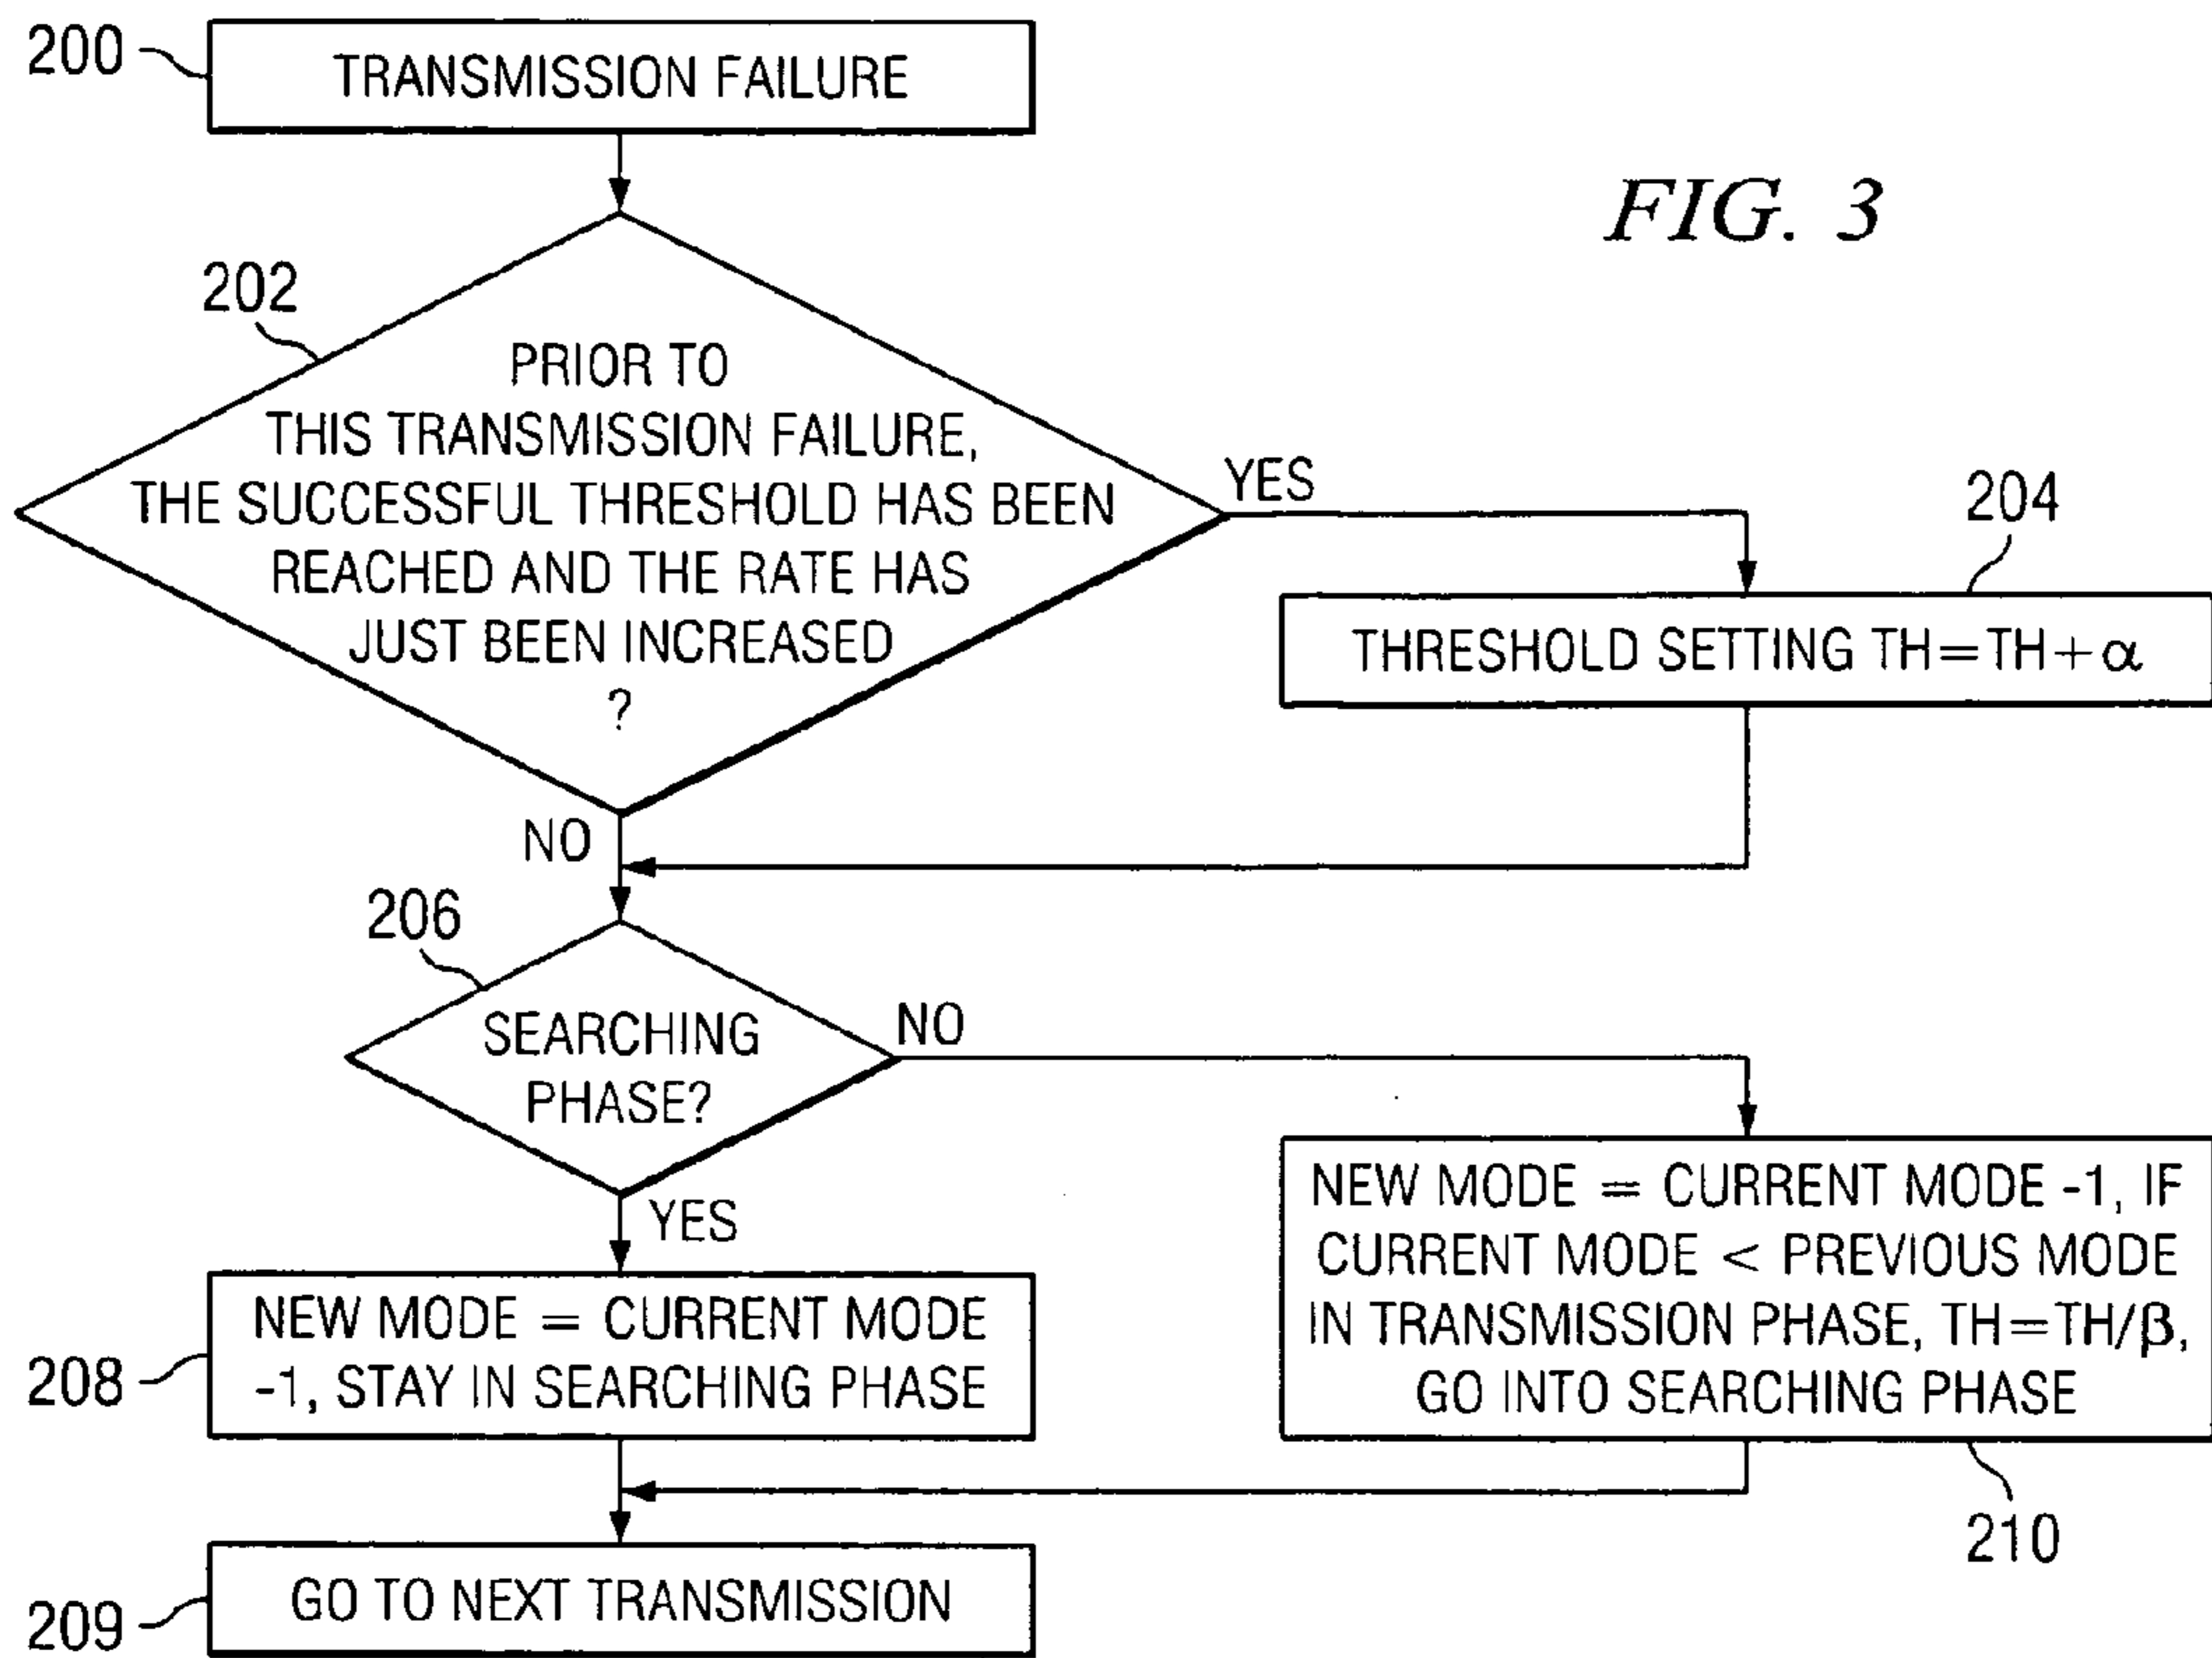 200
TRANSMISSION FAILURE
FIG. 3
202
PRIOR TO
THIS TRANSMISSION FAILURE,
THE SUCCESSFUL THRESHOLD HAS BEEN
REACHED AND THE RATE HAS
JUST BEEN INCREASED
?
YES
204
THRESHOLD SETTING TH=TH+α
NO
206
SEARCHING
PHASE?
NO
YES
NEW MODE = CURRENT MODE -1, IF
CURRENT MODE < PREVIOUS MODE
IN TRANSMISSION PHASE, TH=TH/β,
GO INTO SEARCHING PHASE
210
208
NEW MODE = CURRENT MODE
-1, STAY IN SEARCHING PHASE
209
GO TO NEXT TRANSMISSION